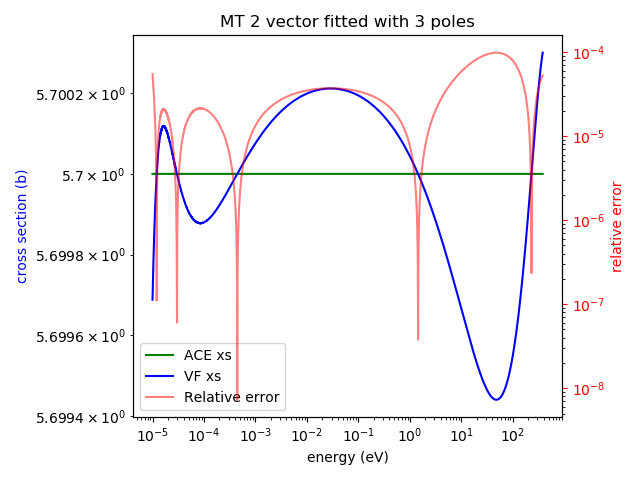 MT 2 vector fitted with 3 poles
cross section (b)
5.7002 × 10⁰
5.7 × 10⁰
5.6998 × 10⁰
5.6996 × 10⁰
5.6994 × 10⁰
10⁻⁴
10⁻⁵
10⁻⁶
10⁻⁷
10⁻⁸
relative error
ACE xs
VF xs
Relative error
10⁻⁵ 10⁻⁴ 10⁻³ 10⁻² 10⁻¹ 10⁰ 10¹ 10²
energy (eV)